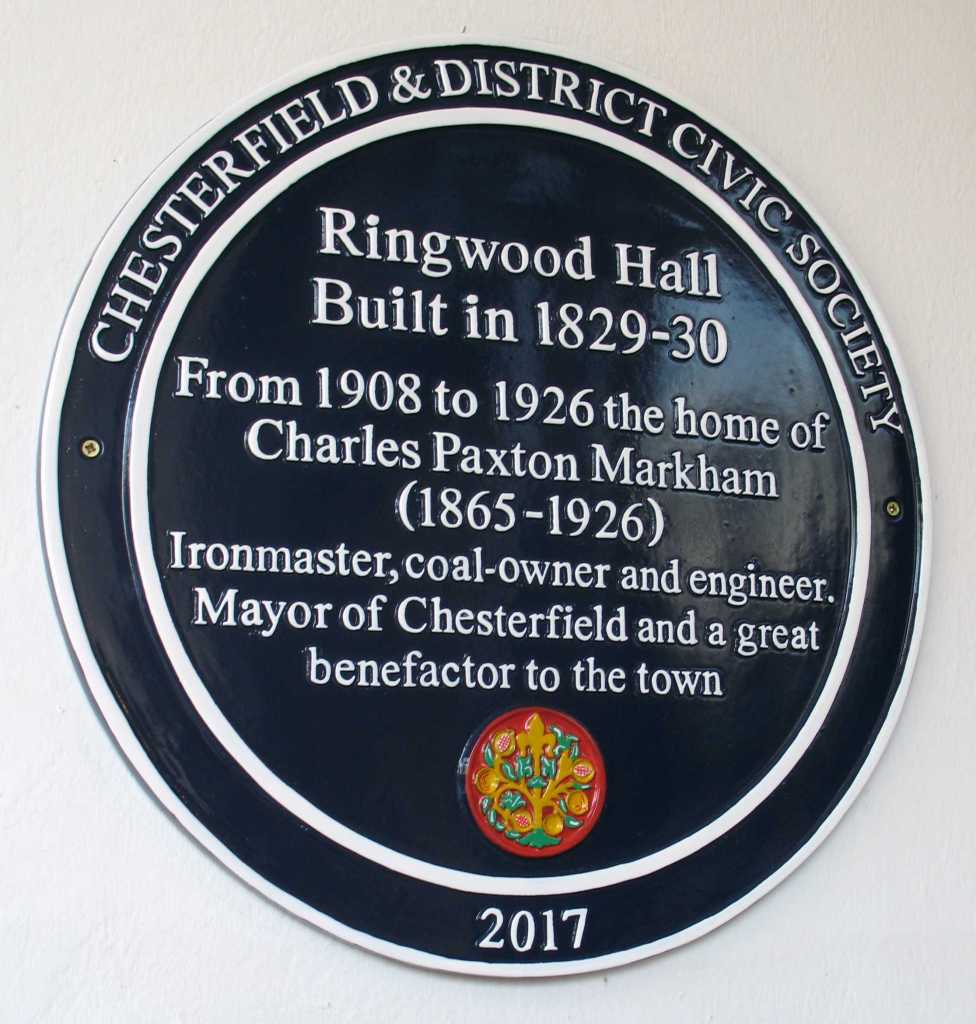 CHESTERFIELD & DISTRICT CIVIC SOCIETY
Ringwood Hall
Built in 1829-30
From 1908 to 1926 the home of
Charles Paxton Markham
(1865-1926)
Ironmaster, coal-owner and engineer.
Mayor of Chesterfield and a great
benefactor to the town
2017